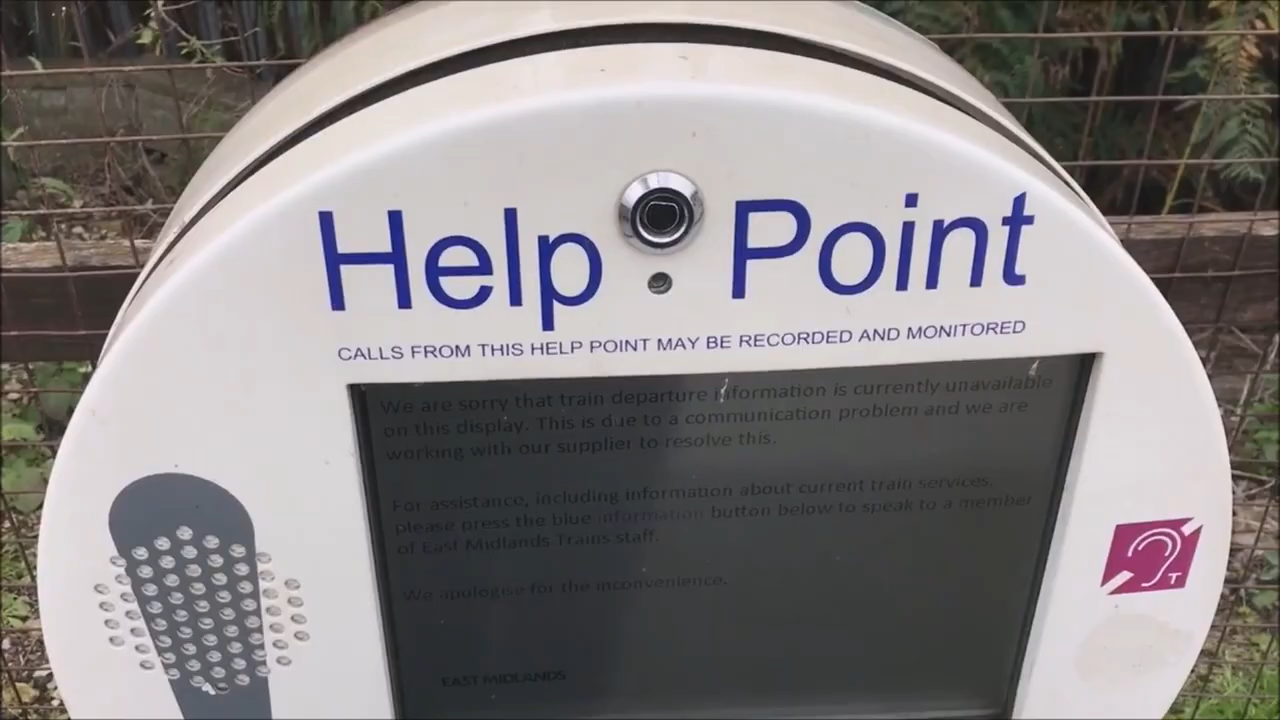 Help Point
CALLS FROM THIS HELP POINT MAY BE RECORDED AND MONITORED
We are sorry that train departure information is currently unavailable
on this display. This is due to a communication problem and we are
working with our supplier to resolve this.
For assistance, including information about current train services,
please press the blue information button below to speak to a member
of East Midlands Trains staff.
We apologise for the inconvenience.
EAST MIDLANDS
T